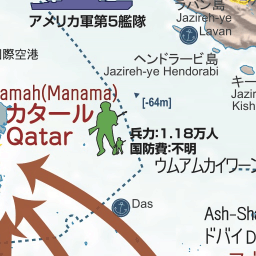 アメリカ軍第5艦隊
ラバン島
Jazireh-ye
Lavan
国際空港
ヘンドラービ島
Jazireh-ye Hendorabi
キー
Jazireh
Kish
amah(Manama)
[-64m]
カタール
Qatar
兵力:1.18万人
国防費:不明
ウムアムカイワーン
Das
Ash-Sha
ドバイD